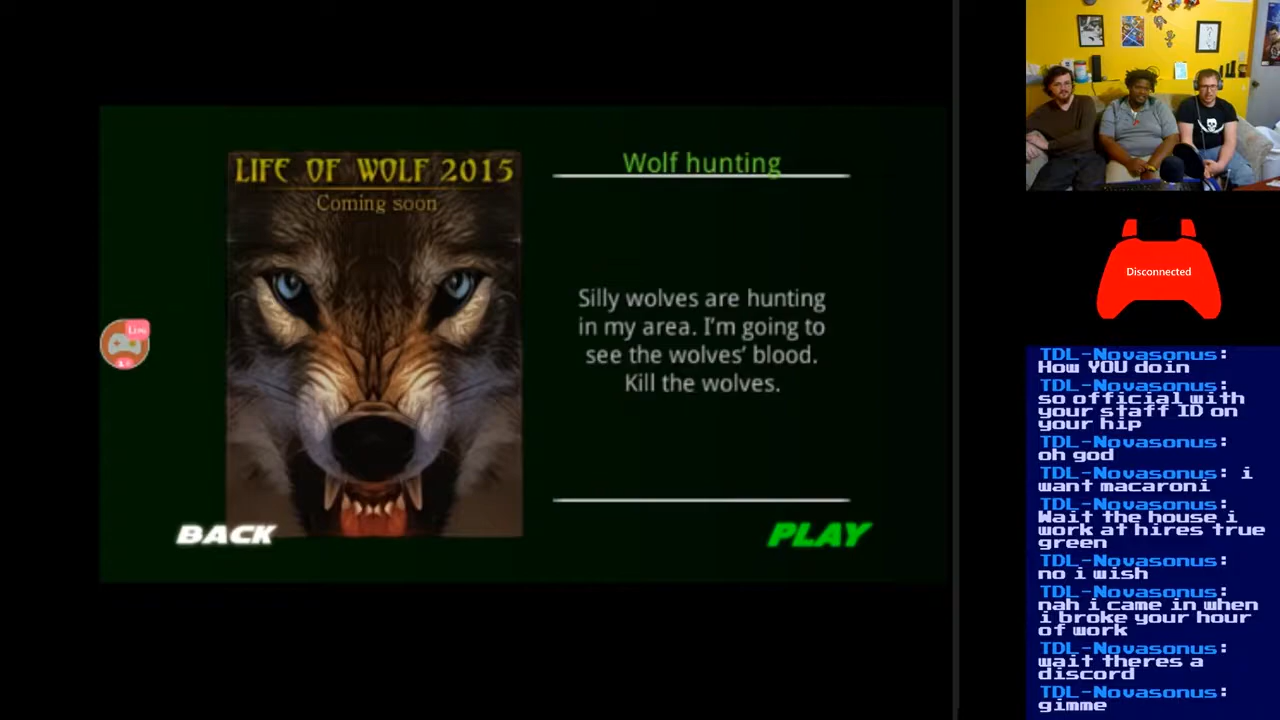 LIFE OF WOLF 2015
Coming soon
Wolf hunting
Silly wolves are hunting
in my area. I'm going to
see the wolves' blood.
Kill the wolves.
BACK
PLAY
Live
Disconnected
TDL-Novasonus:
How YOU doin
TDL-Novasonus:
so official with
your staff ID on
your hip
TDL-Novasonus:
oh god
TDL-Novasonus: i
want macaroni
TDL-Novasonus:
Wait the house i
work at hires true
green
TDL-Novasonus:
no i wish
TDL-Novasonus:
nah i came in when
i broke your hour
of work
TDL-Novasonus:
wait theres a
discord
TDL-Novasonus:
gimme